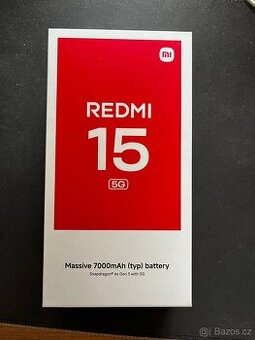 mi
REDMI
15
5G
Massive 7000mAh (typ) battery
Snapdragon® 6s Gen 3 with 5G
Bazos.cz